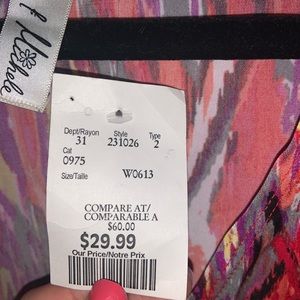 & Michele
Dept/Rayon Style Type
31 231026 2
Cat
0975
Size/Taille W0613
COMPARE AT/
COMPARABLE A
$60.00
$29.99
Our Price/Notre Prix